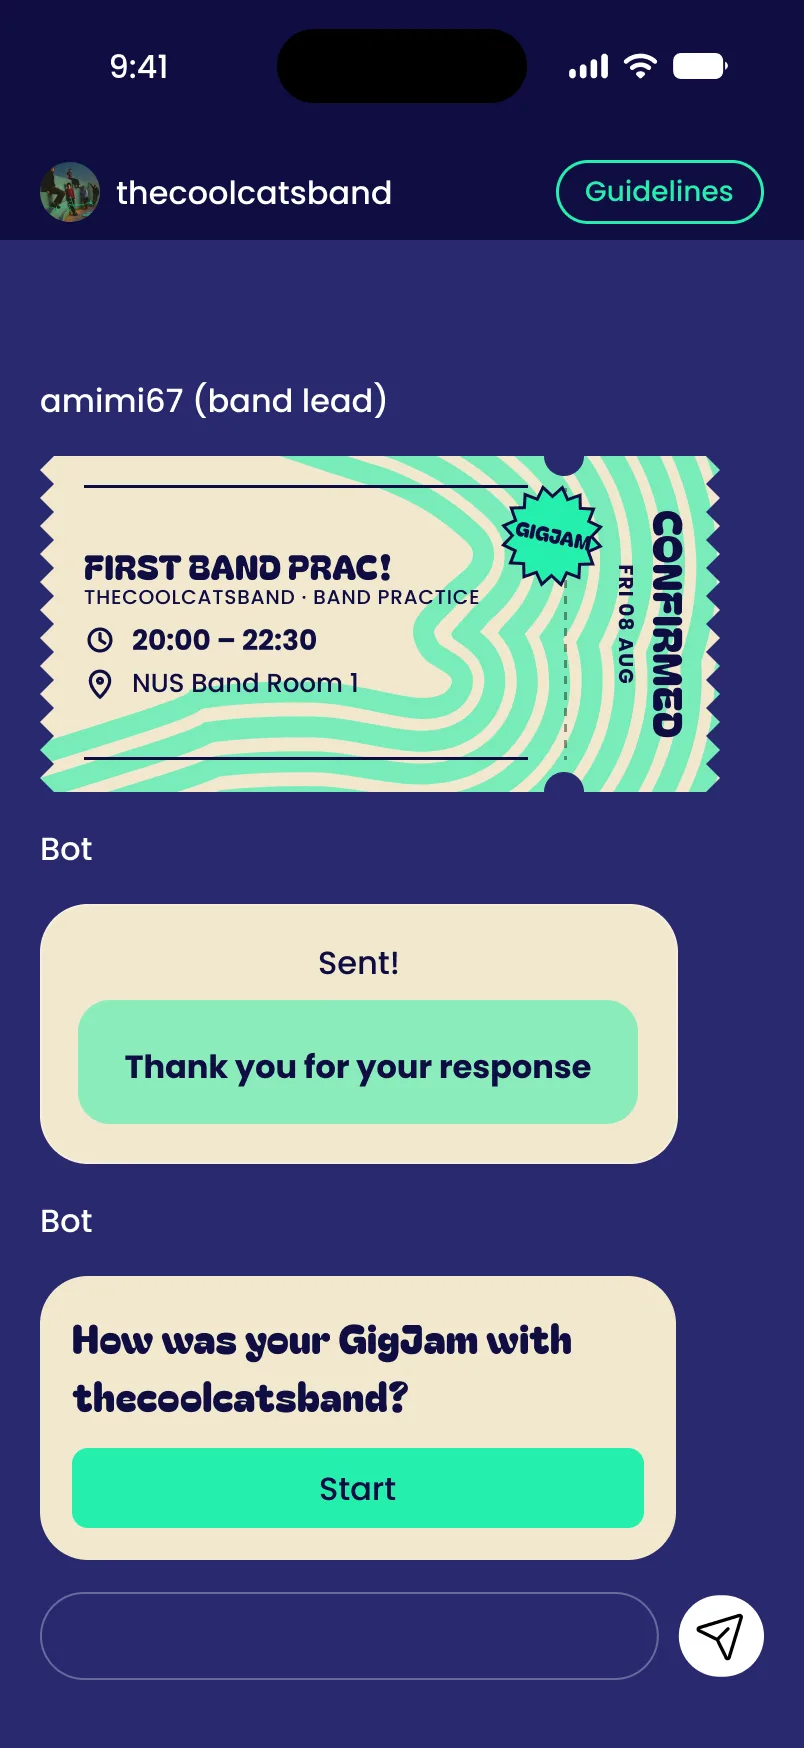 9:41
thecoolcatsband
Guidelines
amimi67 (band lead)
FIRST BAND PRAC!
THECOOLCATSBAND · BAND PRACTICE
20:00 – 22:30
NUS Band Room 1
GIGJAM
FRI 08 AUG
CONFIRMED
Bot
Sent!
Thank you for your response
Bot
How was your GigJam with
thecoolcatsband?
Start